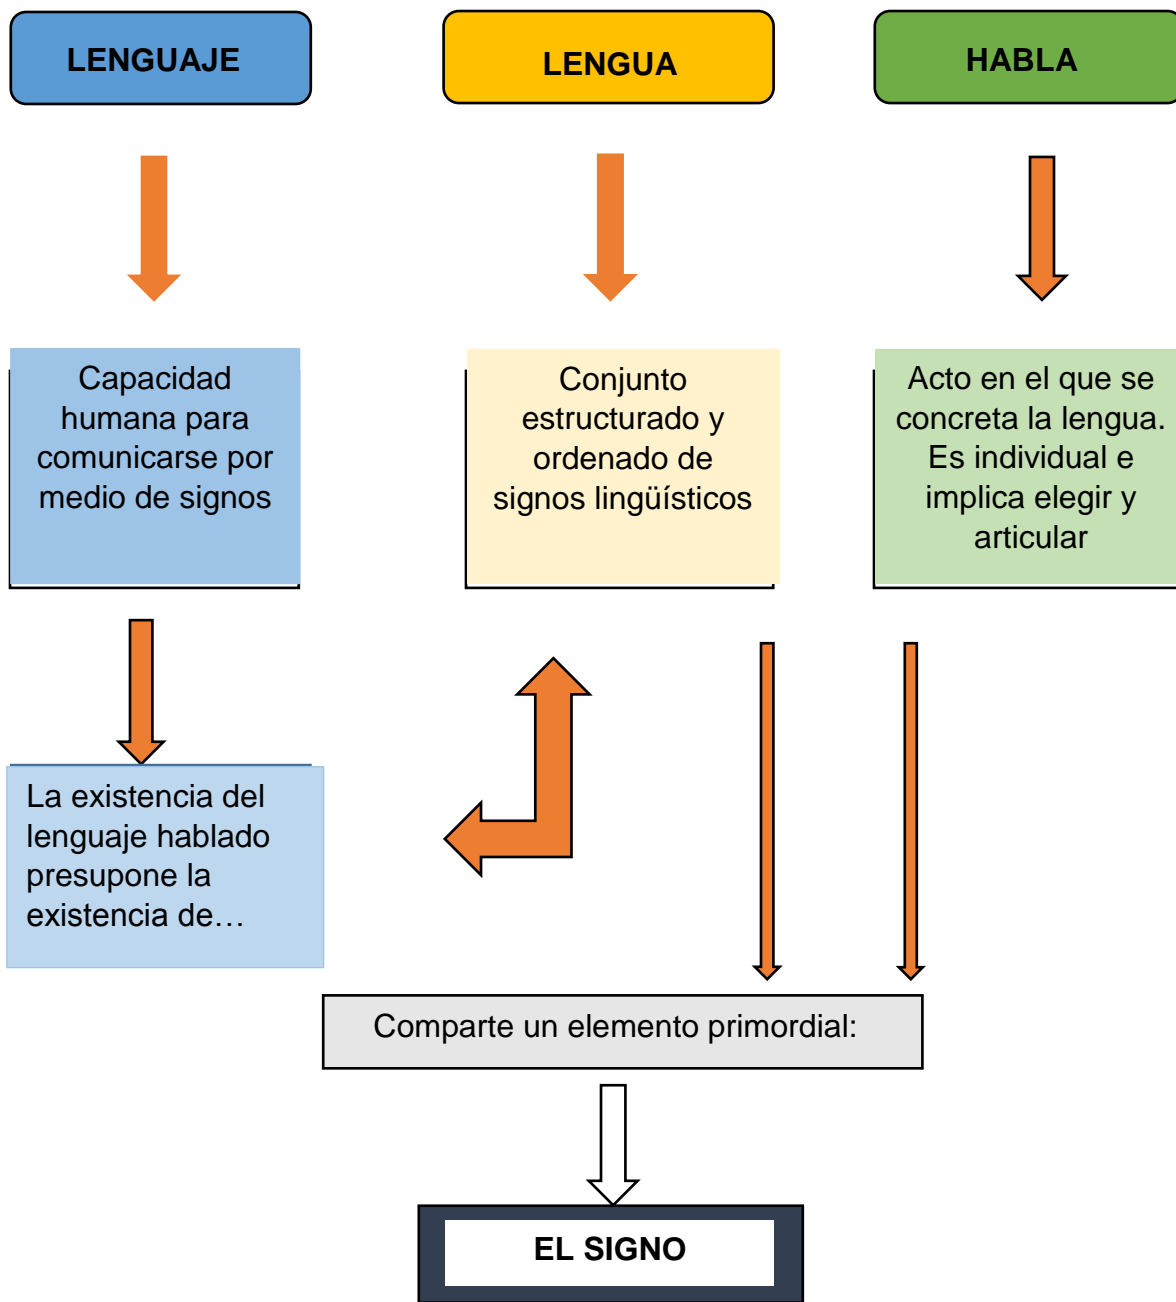 LENGUAJE
LENGUA
HABLA
Capacidad
humana para
comunicarse por
medio de signos
Conjunto
estructurado y
ordenado de
signos lingüísticos
Acto en el que se
concreta la lengua.
Es individual e
implica elegir y
articular
La existencia del
lenguaje hablado
presupone la
existencia de…
Comparte un elemento primordial:
EL SIGNO